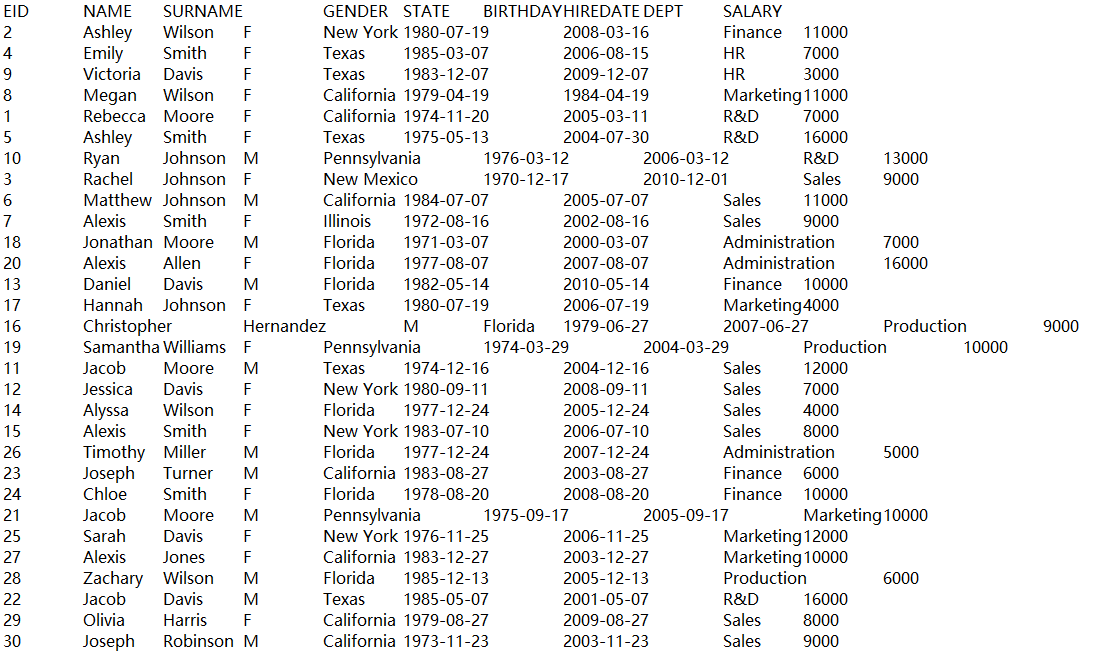 EID NAME SURNAME GENDER STATE BIRTHDAY HIREDATE DEPT SALARY
2 Ashley Wilson F New York 1980-07-19 2008-03-16 Finance 11000
4 Emily Smith F Texas 1985-03-07 2006-08-15 HR 7000
9 Victoria Davis F Texas 1983-12-07 2009-12-07 HR 3000
8 Megan Wilson F California 1979-04-19 1984-04-19 Marketing 11000
1 Rebecca Moore F California 1974-11-20 2005-03-11 R&D 7000
5 Ashley Smith F Texas 1975-05-13 2004-07-30 R&D 16000
10 Ryan Johnson M Pennsylvania 1976-03-12 2006-03-12 R&D 13000
3 Rachel Johnson F New Mexico 1970-12-17 2010-12-01 Sales 9000
6 Matthew Johnson M California 1984-07-07 2005-07-07 Sales 11000
7 Alexis Smith F Illinois 1972-08-16 2002-08-16 Sales 9000
18 Jonathan Moore M Florida 1971-03-07 2000-03-07 Administration 7000
20 Alexis Allen F Florida 1977-08-07 2007-08-07 Administration 16000
13 Daniel Davis M Florida 1982-05-14 2010-05-14 Finance 10000
17 Hannah Johnson F Texas 1980-07-19 2006-07-19 Marketing 4000
16 Christopher Hernandez M Florida 1979-06-27 2007-06-27 Production 9000
19 Samantha Williams F Pennsylvania 1974-03-29 2004-03-29 Production 10000
11 Jacob Moore M Texas 1974-12-16 2004-12-16 Sales 12000
12 Jessica Davis F New York 1980-09-11 2008-09-11 Sales 7000
14 Alyssa Wilson F Florida 1977-12-24 2005-12-24 Sales 4000
15 Alexis Smith F New York 1983-07-10 2006-07-10 Sales 8000
26 Timothy Miller M Florida 1977-12-24 2007-12-24 Administration 5000
23 Joseph Turner M California 1983-08-27 2003-08-27 Finance 6000
24 Chloe Smith F Florida 1978-08-20 2008-08-20 Finance 10000
21 Jacob Moore M Pennsylvania 1975-09-17 2005-09-17 Marketing 10000
25 Sarah Davis F New York 1976-11-25 2006-11-25 Marketing 12000
27 Alexis Jones F California 1983-12-27 2003-12-27 Marketing 10000
28 Zachary Wilson M Florida 1985-12-13 2005-12-13 Production 6000
22 Jacob Davis M Texas 1985-05-07 2001-05-07 R&D 16000
29 Olivia Harris F California 1979-08-27 2009-08-27 Sales 8000
30 Joseph Robinson M California 1973-11-23 2003-11-23 Sales 9000